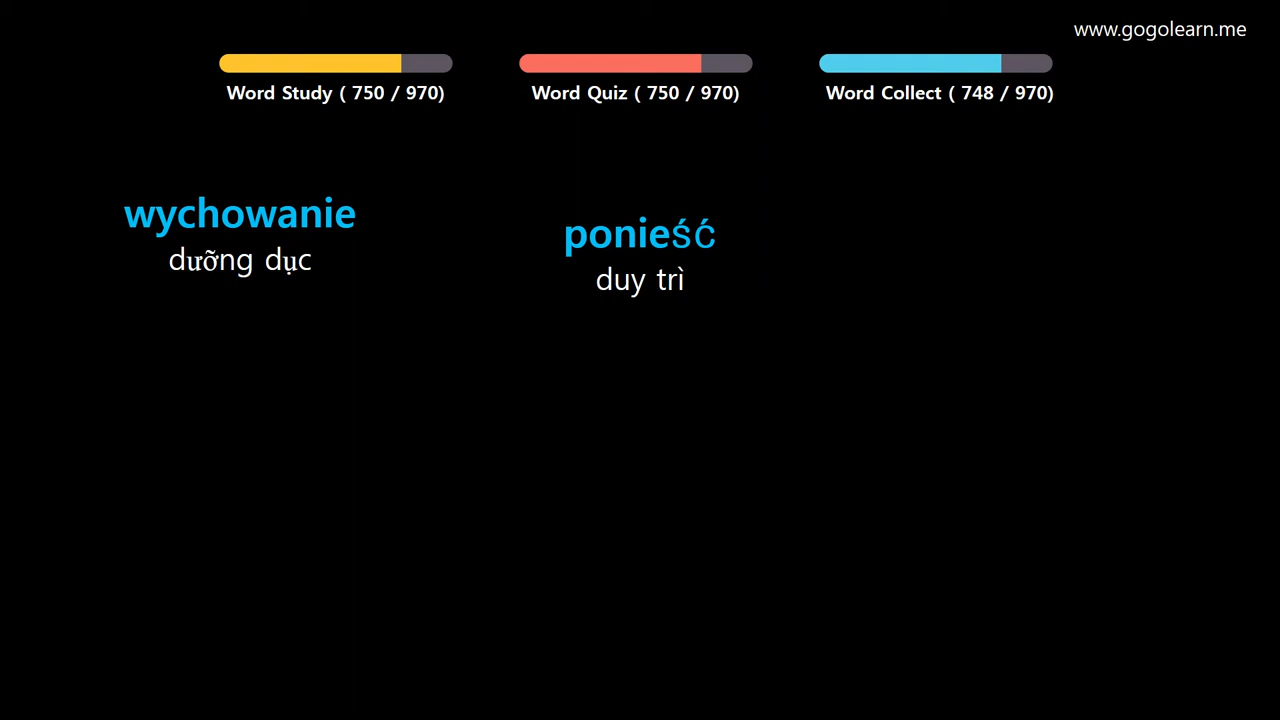 www.gogolearn.me
Word Study ( 750 / 970)
Word Quiz ( 750 / 970)
Word Collect ( 748 / 970)
wychowanie
dưỡng dục
ponieść
duy trì